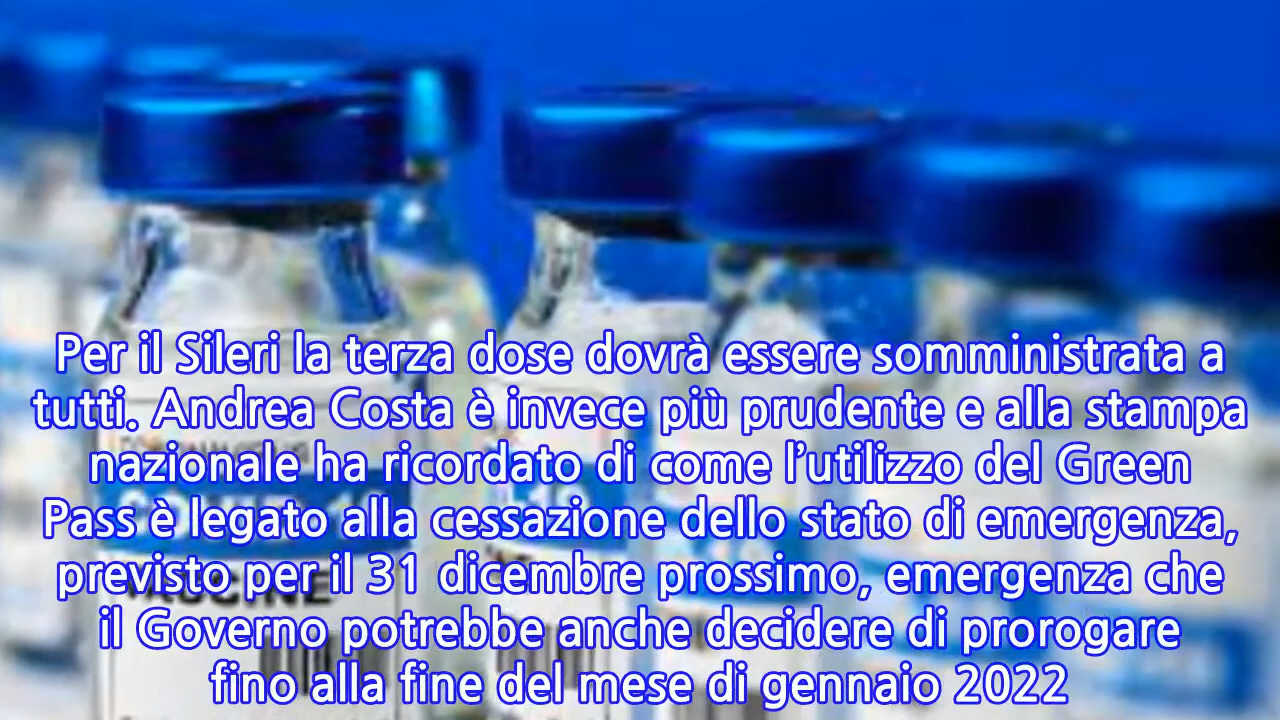 Per il Sileri la terza dose dovrà essere somministrata a
tutti. Andrea Costa è invece più prudente e alla stampa
nazionale ha ricordato di come l’utilizzo del Green
Pass è legato alla cessazione dello stato di emergenza,
previsto per il 31 dicembre prossimo, emergenza che
il Governo potrebbe anche decidere di prorogare
fino alla fine del mese di gennaio 2022